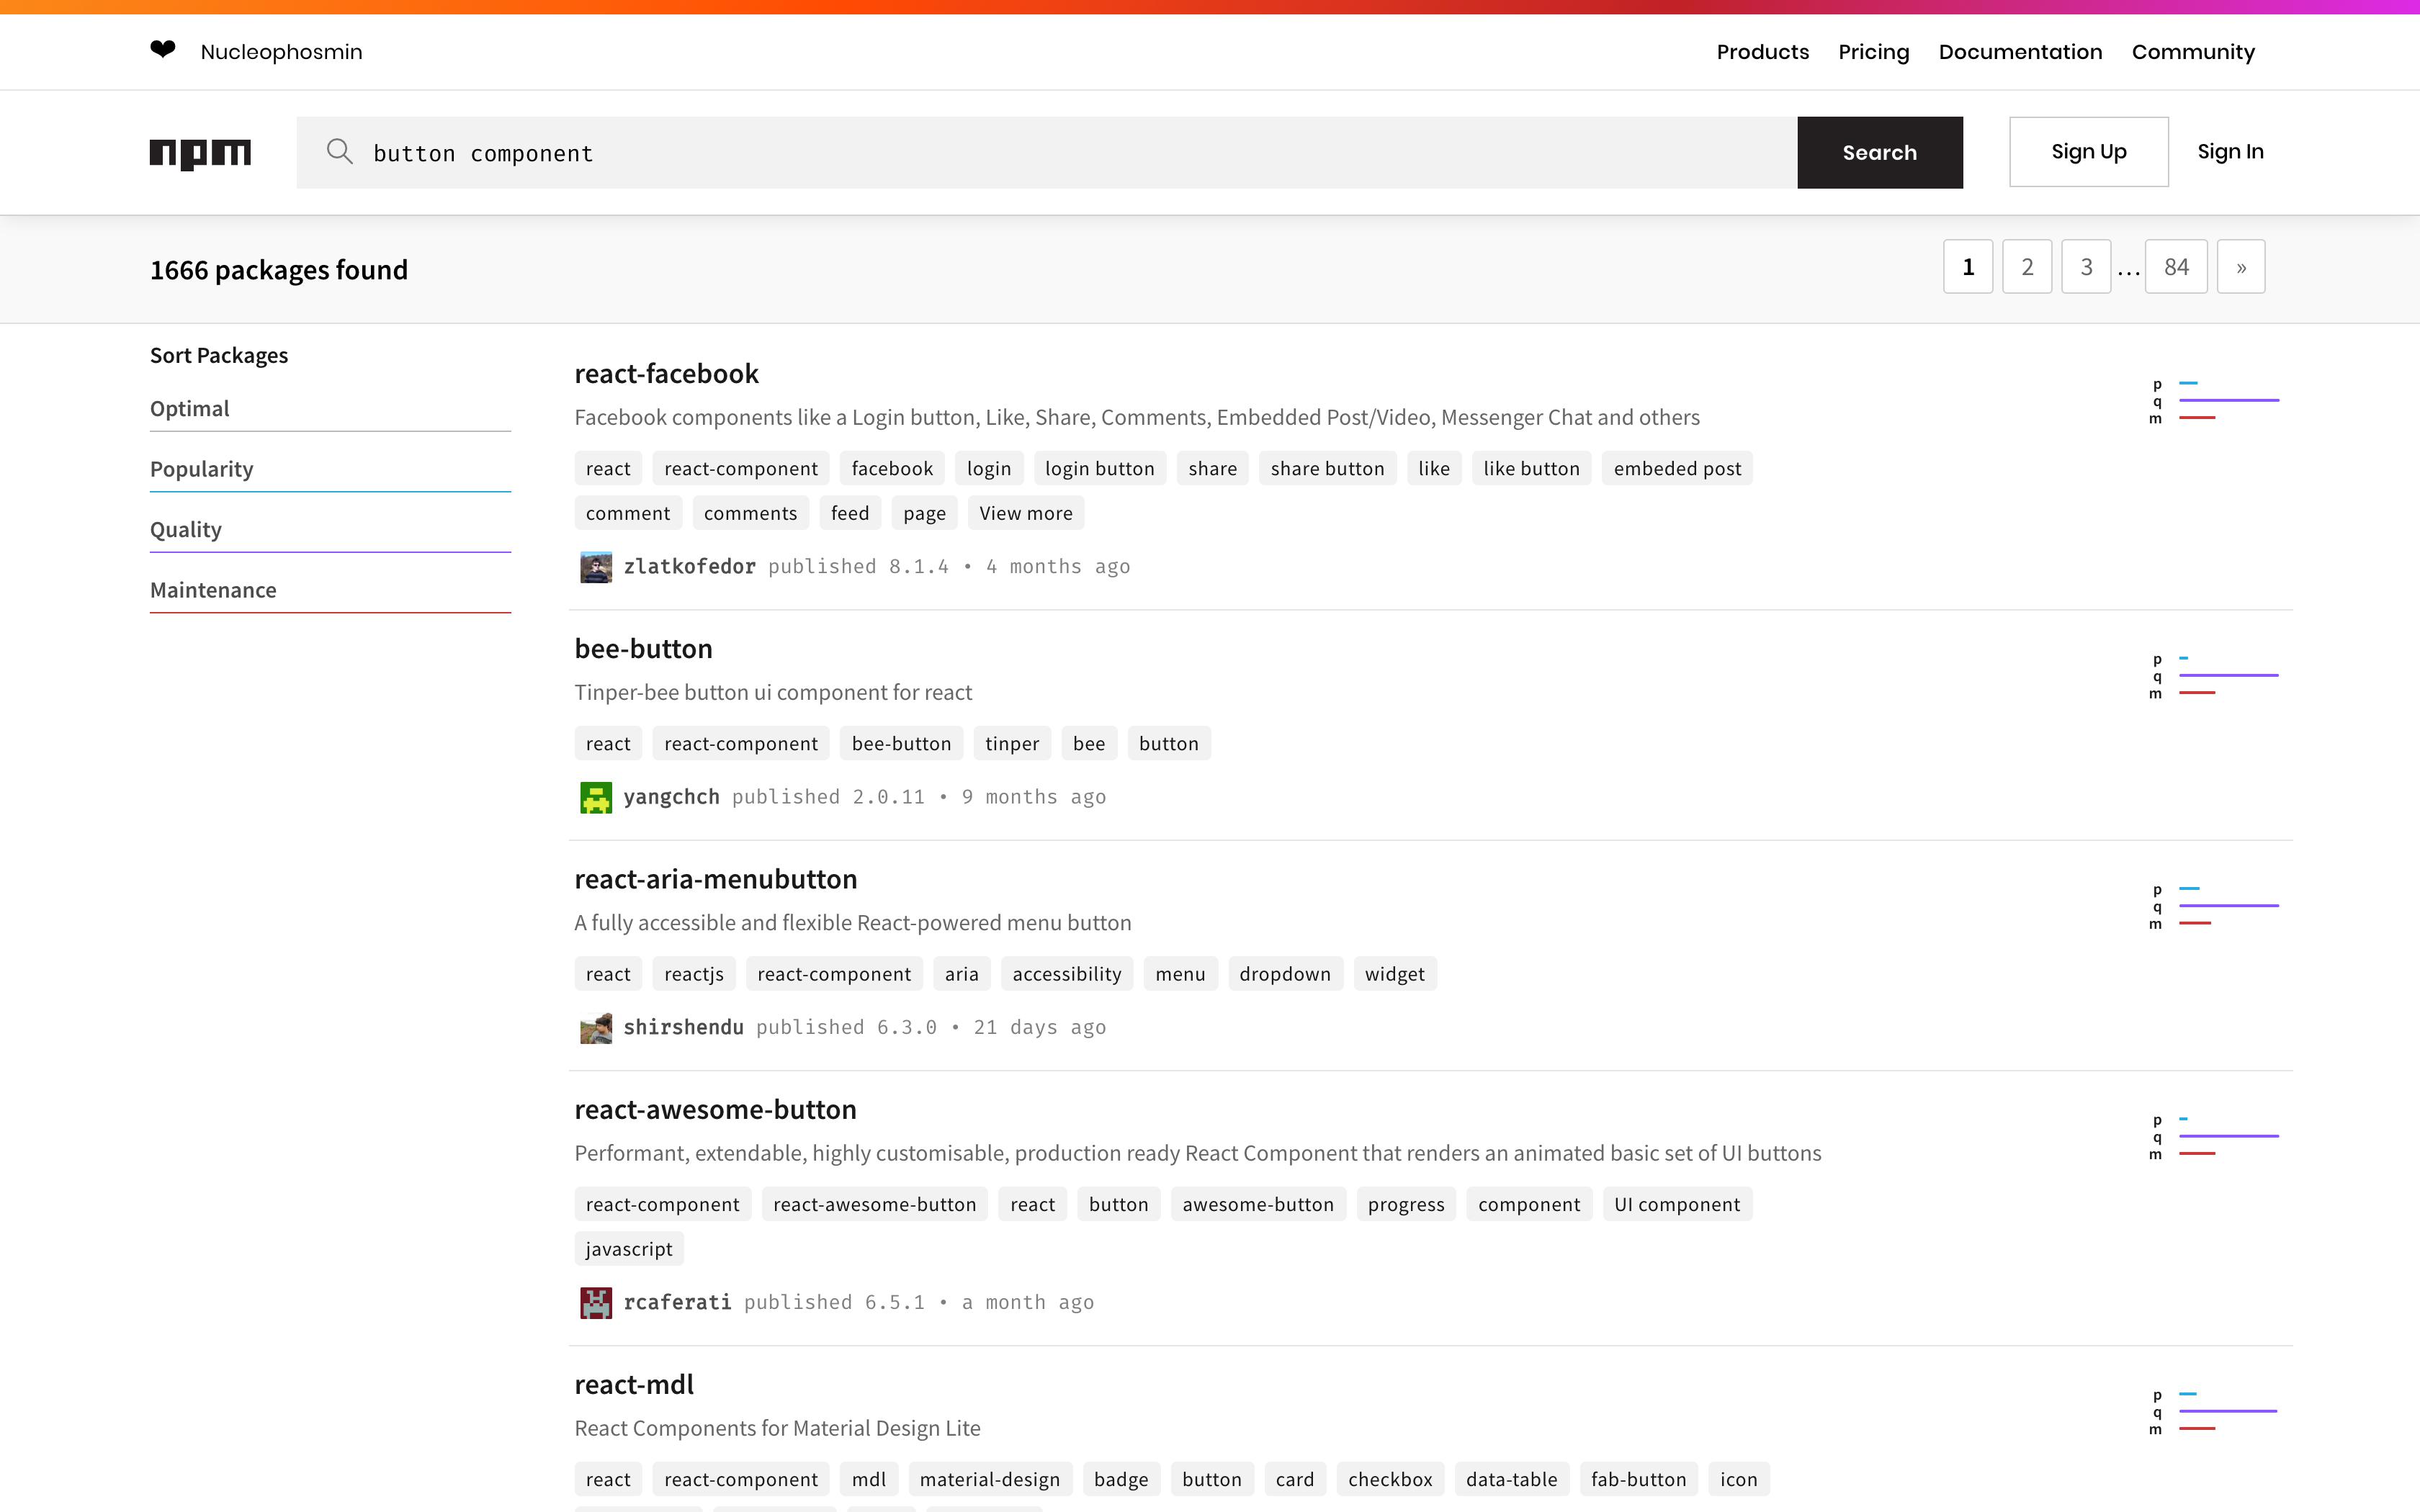 ❤ Nucleophosmin
Products Pricing Documentation Community
npm
button component
Search
Sign Up
Sign In
1666 packages found
1 2 3 … 84 »
Sort Packages
Optimal
Popularity
Quality
Maintenance
react-facebook
Facebook components like a Login button, Like, Share, Comments, Embedded Post/Video, Messenger Chat and others
react react-component facebook login login button share share button like like button embeded post
comment comments feed page View more
zlatkofedor published 8.1.4 • 4 months ago
p
q
m
bee-button
Tinper-bee button ui component for react
react react-component bee-button tinper bee button
yangchch published 2.0.11 • 9 months ago
p
q
m
react-aria-menubutton
A fully accessible and flexible React-powered menu button
react reactjs react-component aria accessibility menu dropdown widget
shirshendu published 6.3.0 • 21 days ago
p
q
m
react-awesome-button
Performant, extendable, highly customisable, production ready React Component that renders an animated basic set of UI buttons
react-component react-awesome-button react button awesome-button progress component UI component
javascript
rcaferati published 6.5.1 • a month ago
p
q
m
react-mdl
React Components for Material Design Lite
react react-component mdl material-design badge button card checkbox data-table fab-button icon
p
q
m